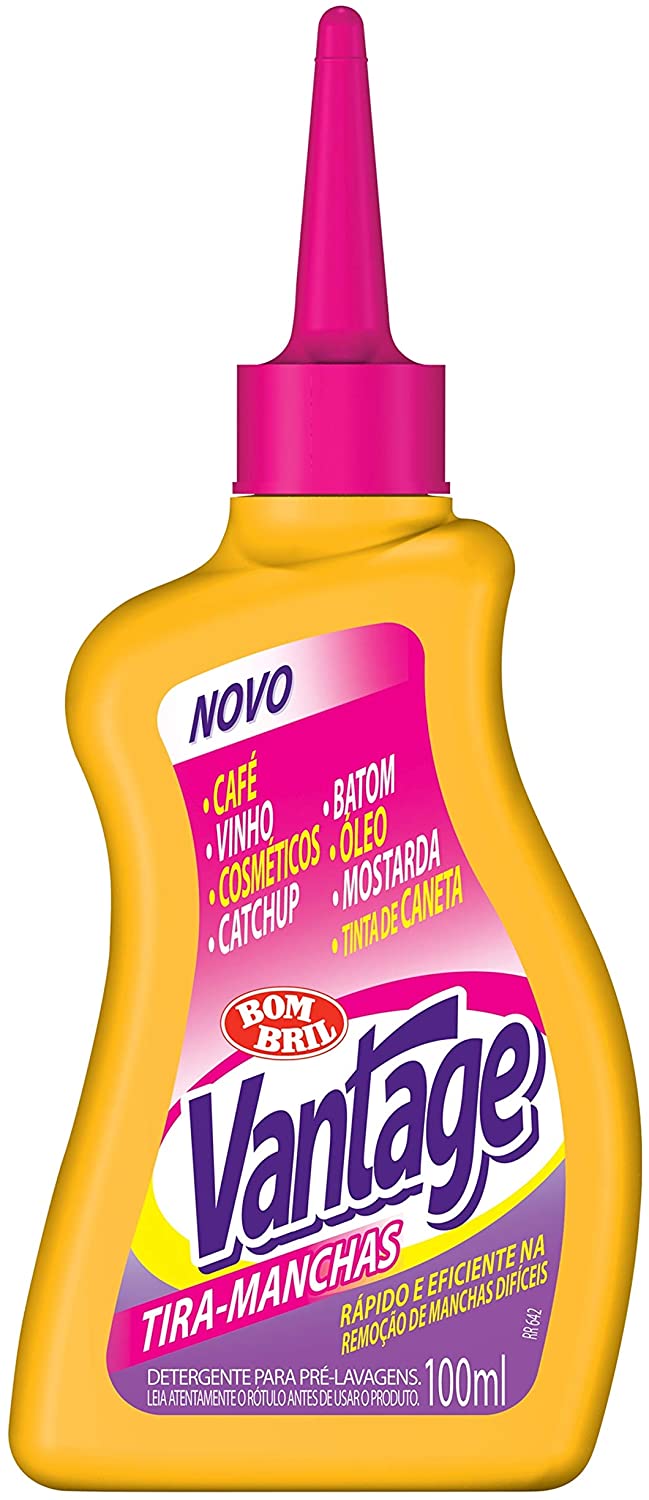 NOVO
• CAFÉ
• VINHO
• COSMÉTICOS
• CATCHUP
• BATOM
• ÓLEO
• MOSTARDA
• TINTA DE CANETA
BOM
BRIL
Vantage
TIRA-MANCHAS
RÁPIDO E EFICIENTE NA
REMOÇÃO DE MANCHAS DIFÍCEIS
RR 642
DETERGENTE PARA PRÉ-LAVAGENS.
LEIA ATENTAMENTE O RÓTULO ANTES DE USAR O PRODUTO.
100ml